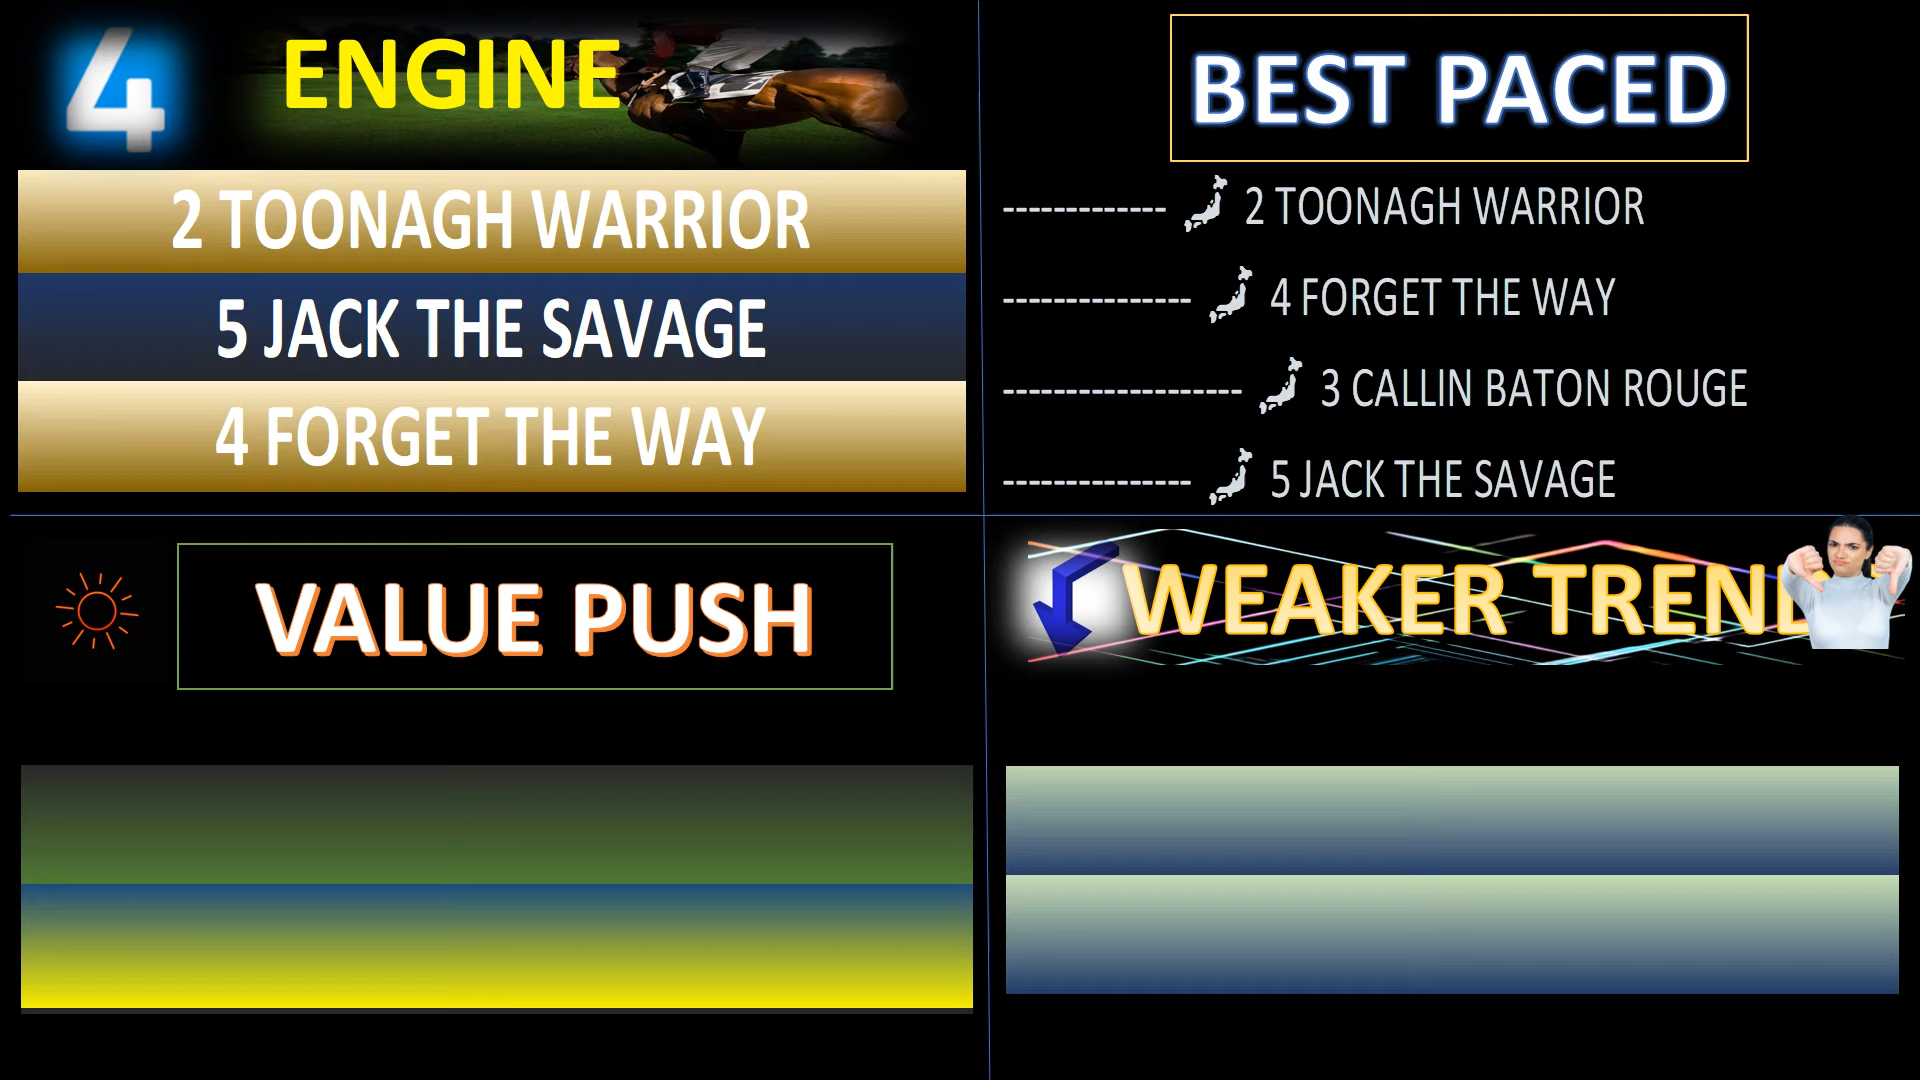 4
ENGINE
2 TOONAGH WARRIOR
5 JACK THE SAVAGE
4 FORGET THE WAY
BEST PACED
------------- 2 TOONAGH WARRIOR
--------------- 4 FORGET THE WAY
------------------- 3 CALLIN BATON ROUGE
--------------- 5 JACK THE SAVAGE
VALUE PUSH
WEAKER TREND